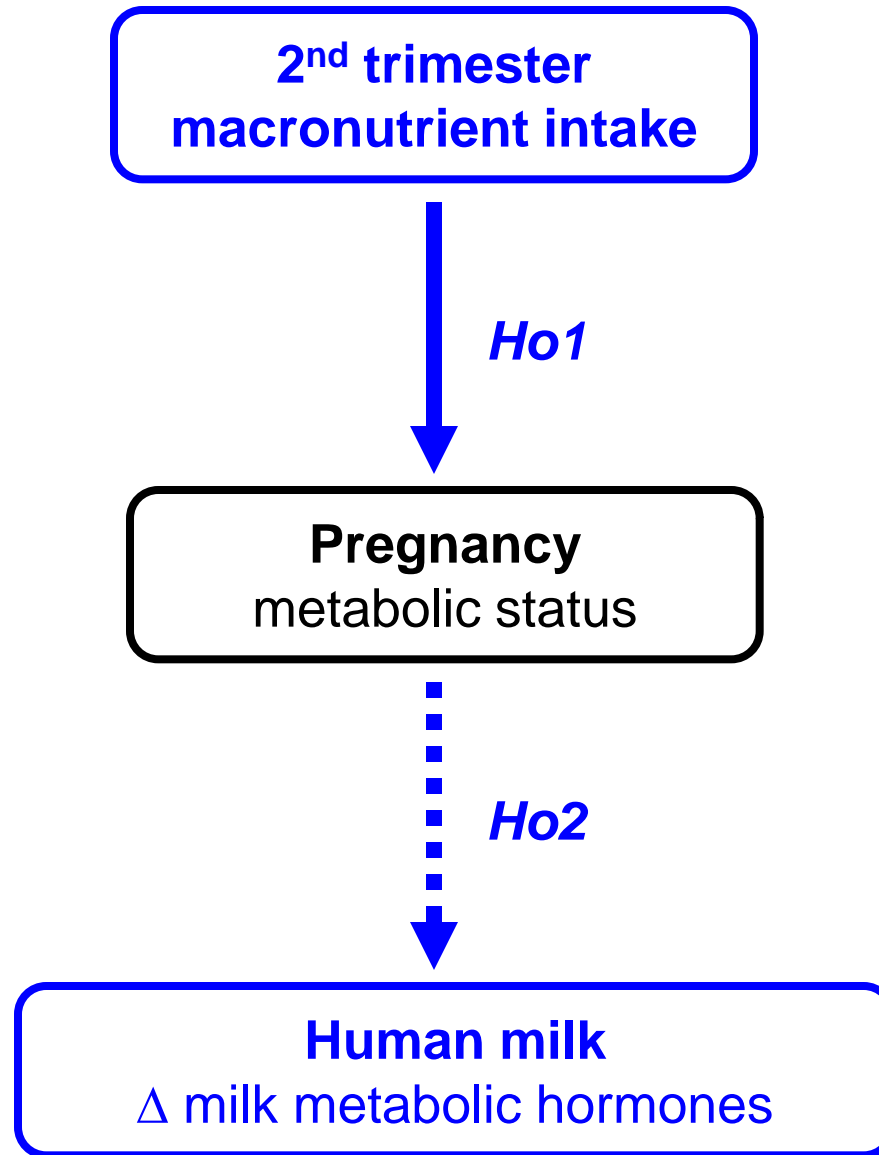 2nd trimester
macronutrient intake
Ho1
Pregnancy
metabolic status
Ho2
Human milk
Δ milk metabolic hormones